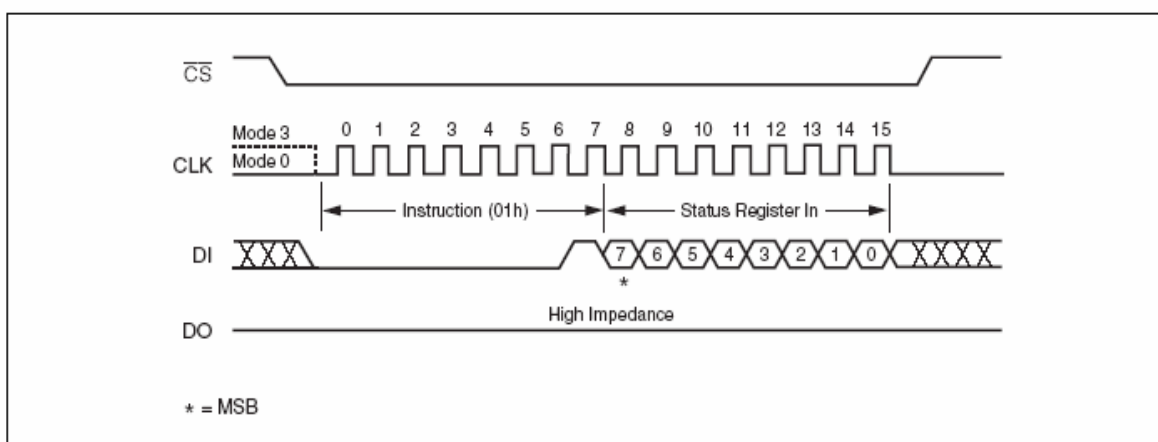 CS
Mode 3 0 1 2 3 4 5 6 7 8 9 10 11 12 13 14 15
CLK Mode 0
Instruction (01h) Status Register In
DI 7 6 5 4 3 2 1 0
*
High Impedance
DO
* = MSB